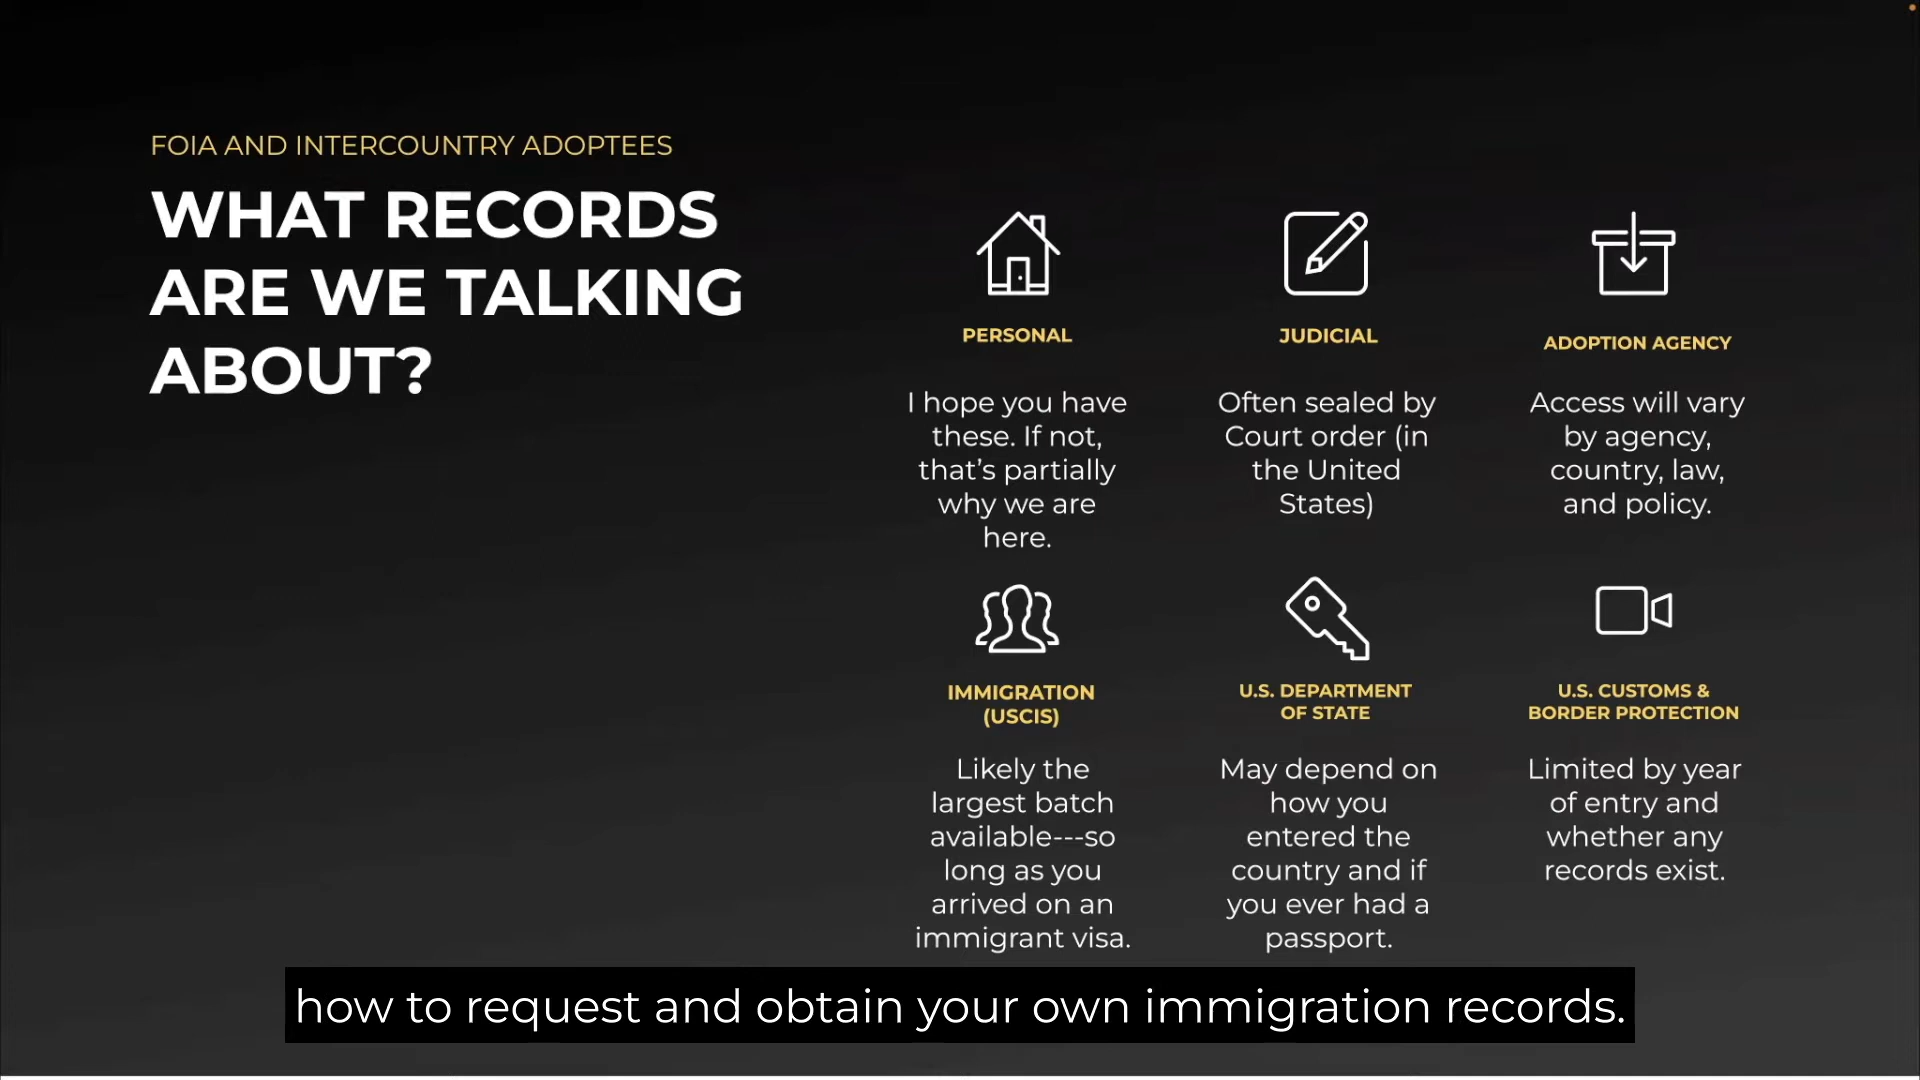 FOIA AND INTERCOUNTRY ADOPTEES
WHAT RECORDS
ARE WE TALKING
ABOUT?
PERSONAL
I hope you have
these. If not,
that’s partially
why we are
here.
JUDICIAL
Often sealed by
Court order (in
the United
States)
ADOPTION AGENCY
Access will vary
by agency,
country, law,
and policy.
IMMIGRATION
(USCIS)
Likely the
largest batch
available---so
long as you
arrived on an
immigrant visa.
U.S. DEPARTMENT
OF STATE
May depend on
how you
entered the
country and if
you ever had a
passport.
U.S. CUSTOMS &
BORDER PROTECTION
Limited by year
of entry and
whether any
records exist.
how to request and obtain your own immigration records.